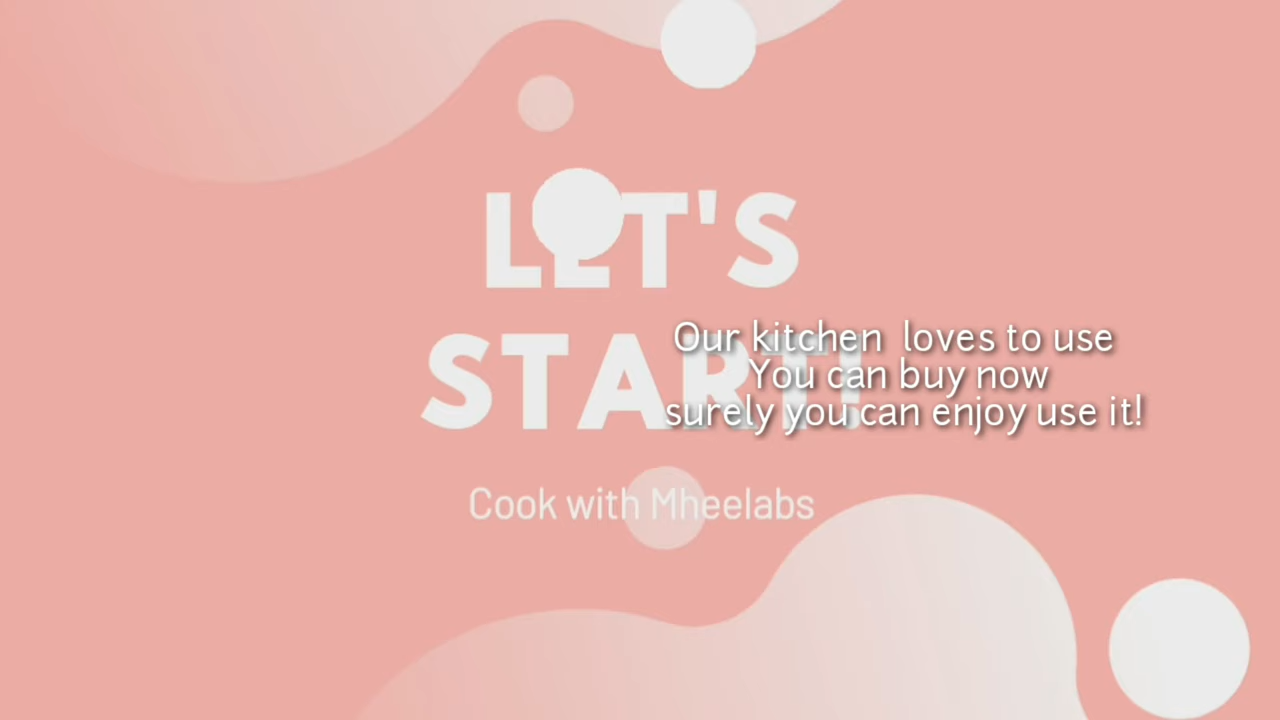 LET'S
START!
Our kitchen loves to use
You can buy now
surely you can enjoy use it!
Cook with Mheelabs